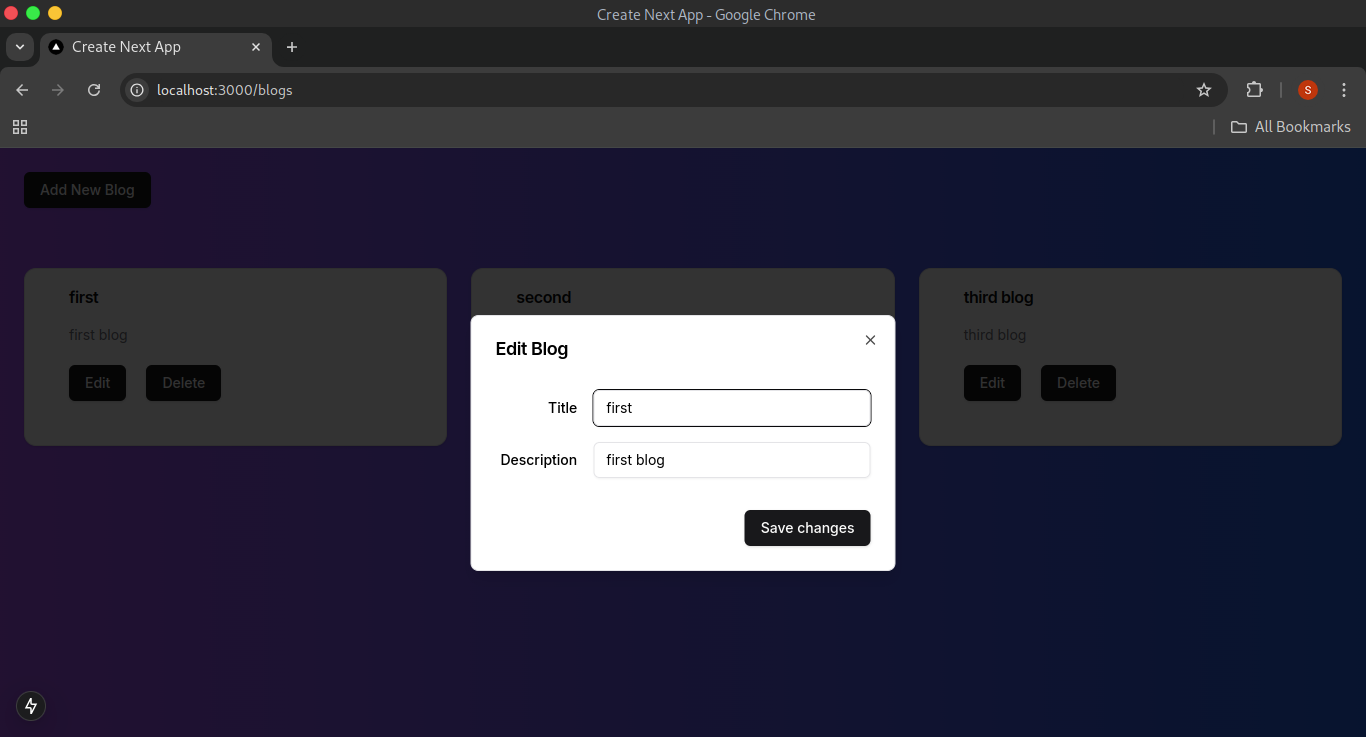 Create Next App - Google Chrome
Create Next App
localhost:3000/blogs
S
All Bookmarks
Add New Blog
first
second
third blog
first blog
third blog
Edit
Delete
Edit
Delete
Edit Blog
Title
first
Description
first blog
Save changes